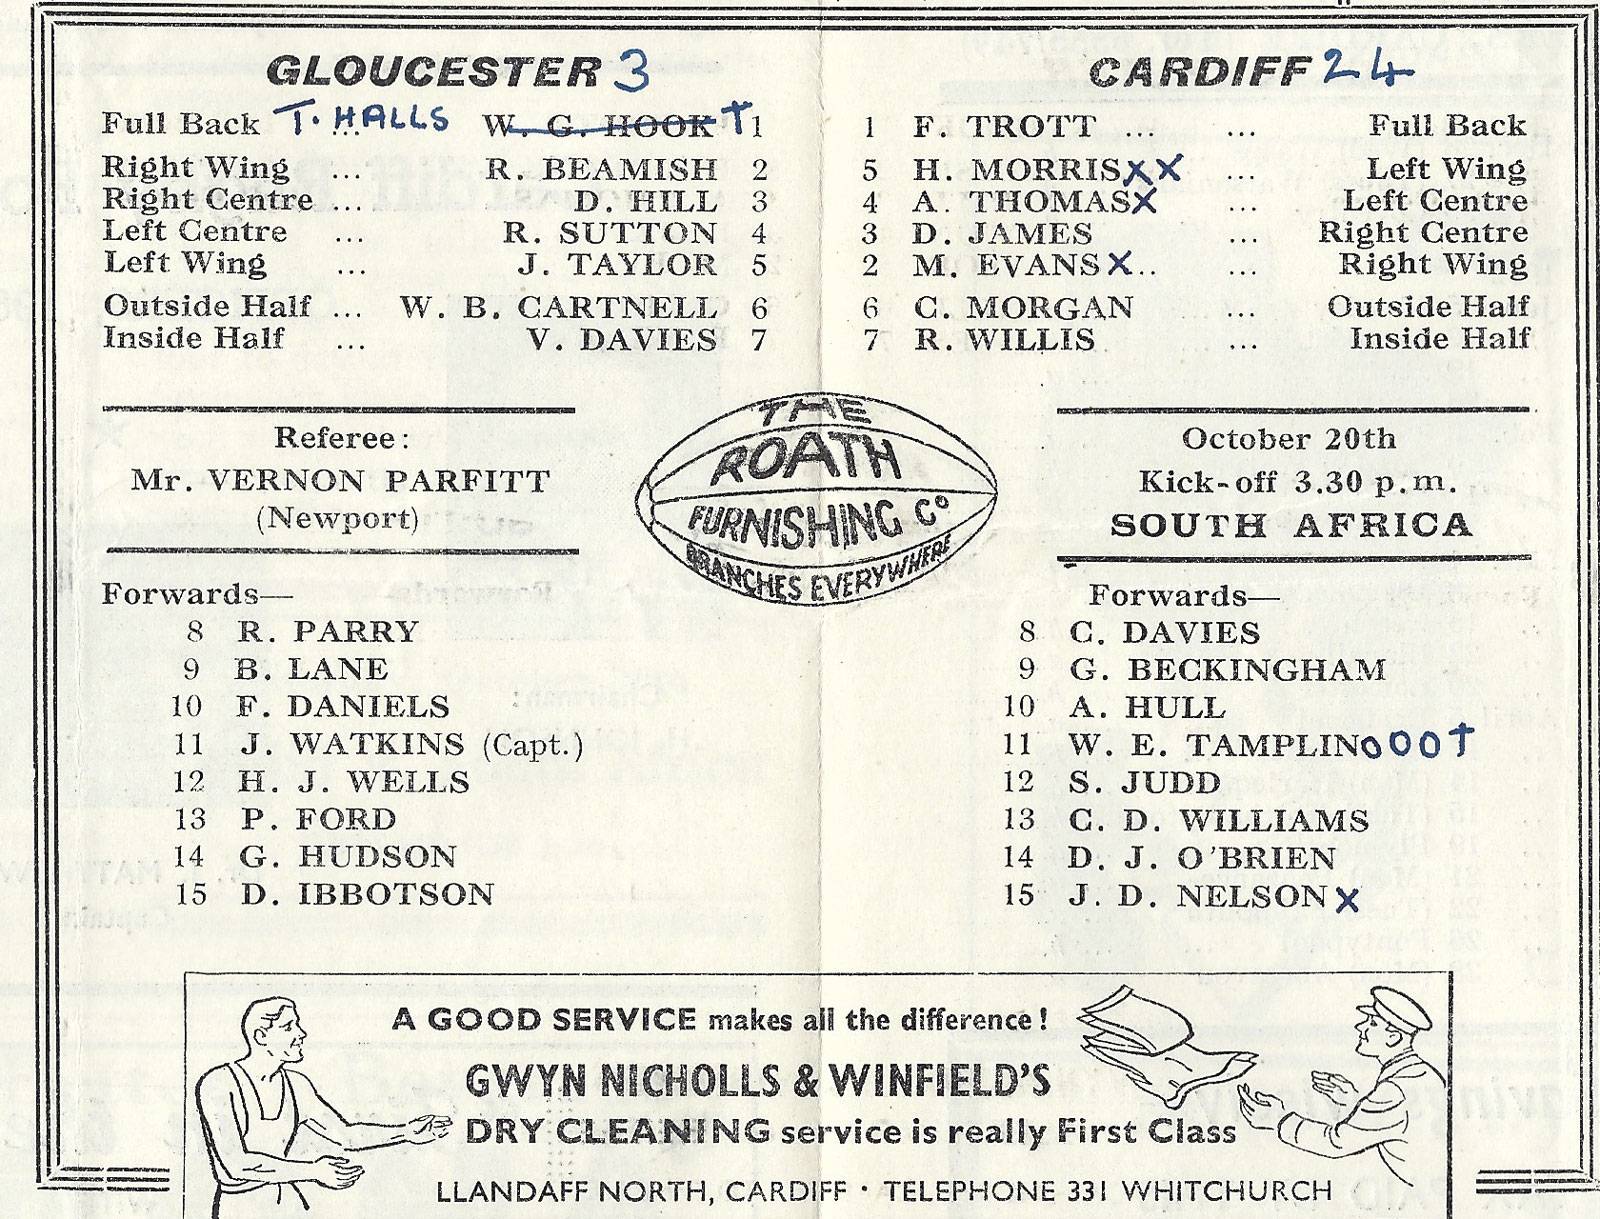 GLOUCESTER 3
Full Back T. HALLS ... W. G. HOOK † 1
Right Wing ... R. BEAMISH 2
Right Centre ... D. HILL 3
Left Centre ... R. SUTTON 4
Left Wing ... J. TAYLOR 5
Outside Half ... W. B. CARTNELL 6
Inside Half ... V. DAVIES 7
CARDIFF 24
1 F. TROTT ... ... Full Back
5 H. MORRIS X X ... Left Wing
4 A. THOMAS X ... Left Centre
3 D. JAMES ... Right Centre
2 M. EVANS X .. ... Right Wing
6 C. MORGAN ... Outside Half
7 R. WILLIS ... Inside Half
Referee:
Mr. VERNON PARFITT
(Newport)
THE
ROATH
FURNISHING Co
BRANCHES EVERYWHERE
October 20th
Kick-off 3.30 p.m.
SOUTH AFRICA
Forwards—
8 R. PARRY
9 B. LANE
10 F. DANIELS
11 J. WATKINS (Capt.)
12 H. J. WELLS
13 P. FORD
14 G. HUDSON
15 D. IBBOTSON
Forwards—
8 C. DAVIES
9 G. BECKINGHAM
10 A. HULL
11 W. E. TAMPLIN O O O †
12 S. JUDD
13 C. D. WILLIAMS
14 D. J. O'BRIEN
15 J. D. NELSON X
A GOOD SERVICE makes all the difference!
GWYN NICHOLLS & WINFIELD'S
DRY CLEANING service is really First Class
LLANDAFF NORTH, CARDIFF · TELEPHONE 331 WHITCHURCH